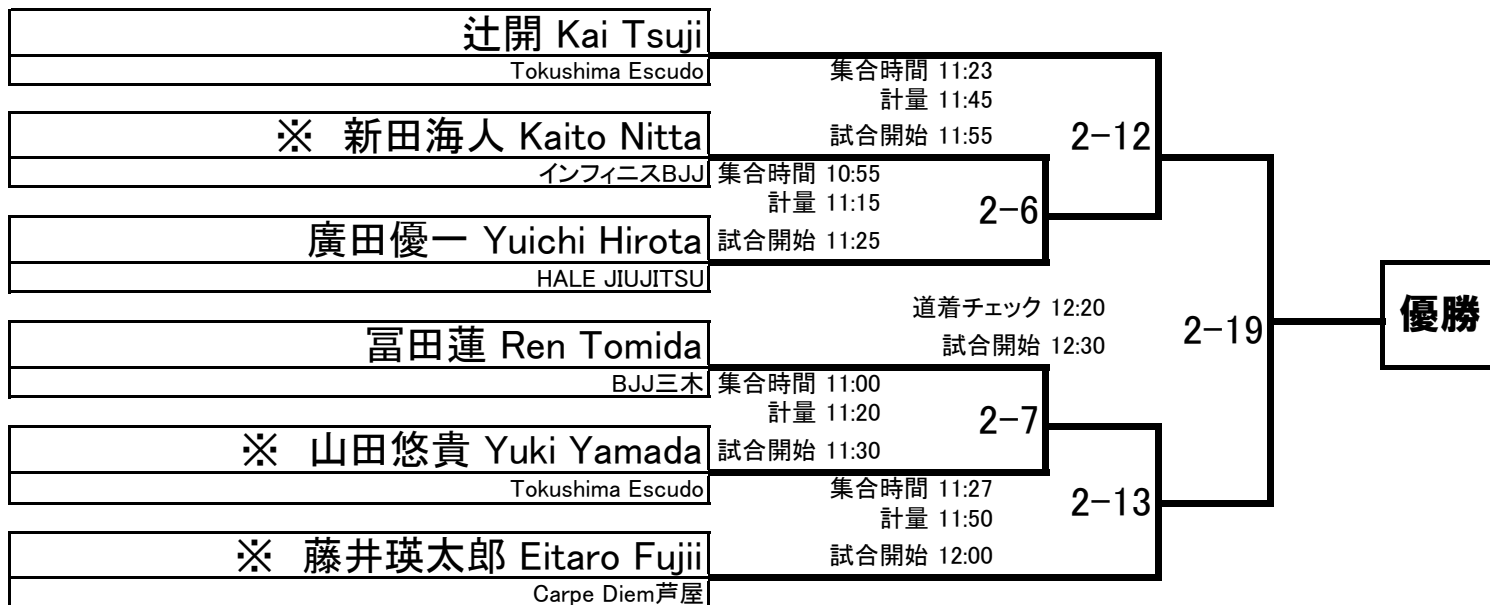 辻開 Kai Tsuji
Tokushima Escudo
集合時間 11:23
計量 11:45
試合開始 11:55
2-12
※ 新田海人 Kaito Nitta
インフィニスBJJ
集合時間 10:55
計量 11:15
試合開始 11:25
2-6
廣田優一 Yuichi Hirota
HALE JIUJITSU
道着チェック 12:20
試合開始 12:30
2-19
優勝
冨田蓮 Ren Tomida
BJJ三木
集合時間 11:00
計量 11:20
試合開始 11:30
2-7
※ 山田悠貴 Yuki Yamada
Tokushima Escudo
集合時間 11:27
計量 11:50
試合開始 12:00
2-13
※ 藤井瑛太郎 Eitaro Fujii
Carpe Diem芦屋